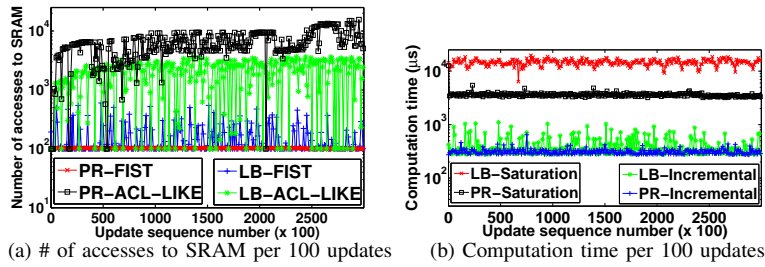 Number of accesses to SRAM
10^4
10^3
10^2
10^1
PR-FIST
LB-FIST
PR-ACL-LIKE
LB-ACL-LIKE
0 500 1000 1500 2000 2500
Update sequence number (x 100)
(a) # of accesses to SRAM per 100 updates
Computation time (μs)
10^4
10^3
10^2
LB-Saturation
LB-Incremental
PR-Saturation
PR-Incremental
0 500 1000 1500 2000 2500
Update sequence number (x 100)
(b) Computation time per 100 updates